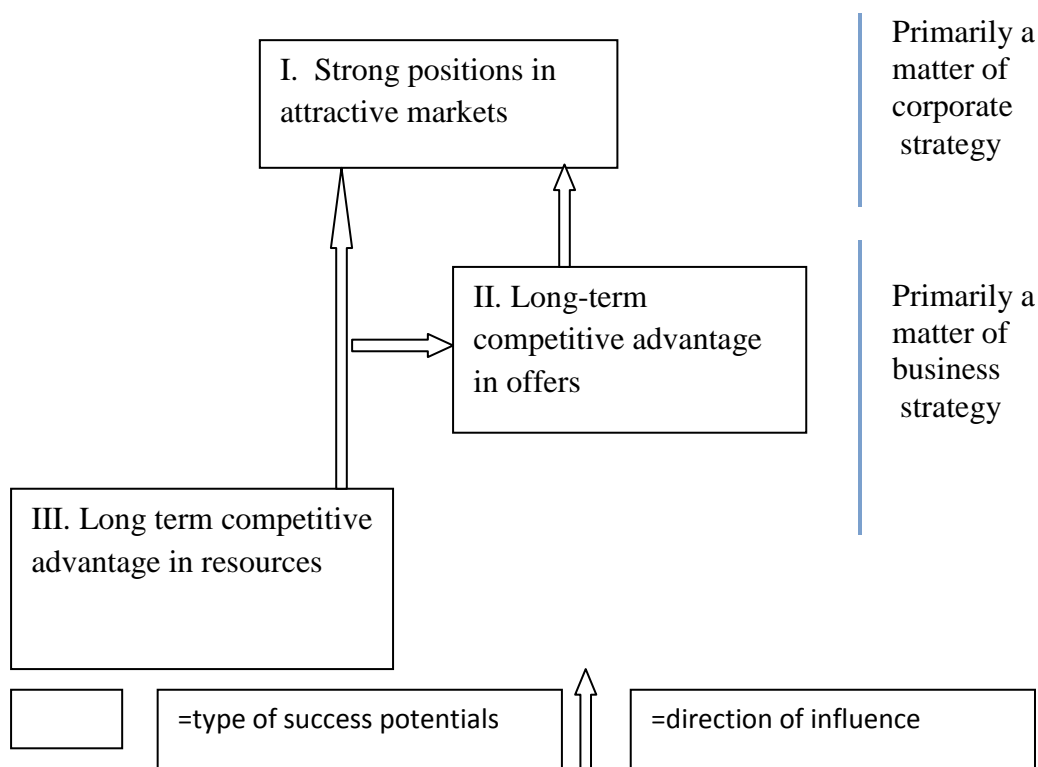 I. Strong positions in
attractive markets
Primarily a
matter of
corporate
strategy
II. Long-term
competitive advantage
in offers
Primarily a
matter of
business
strategy
III. Long term competitive
advantage in resources
=type of success potentials
=direction of influence